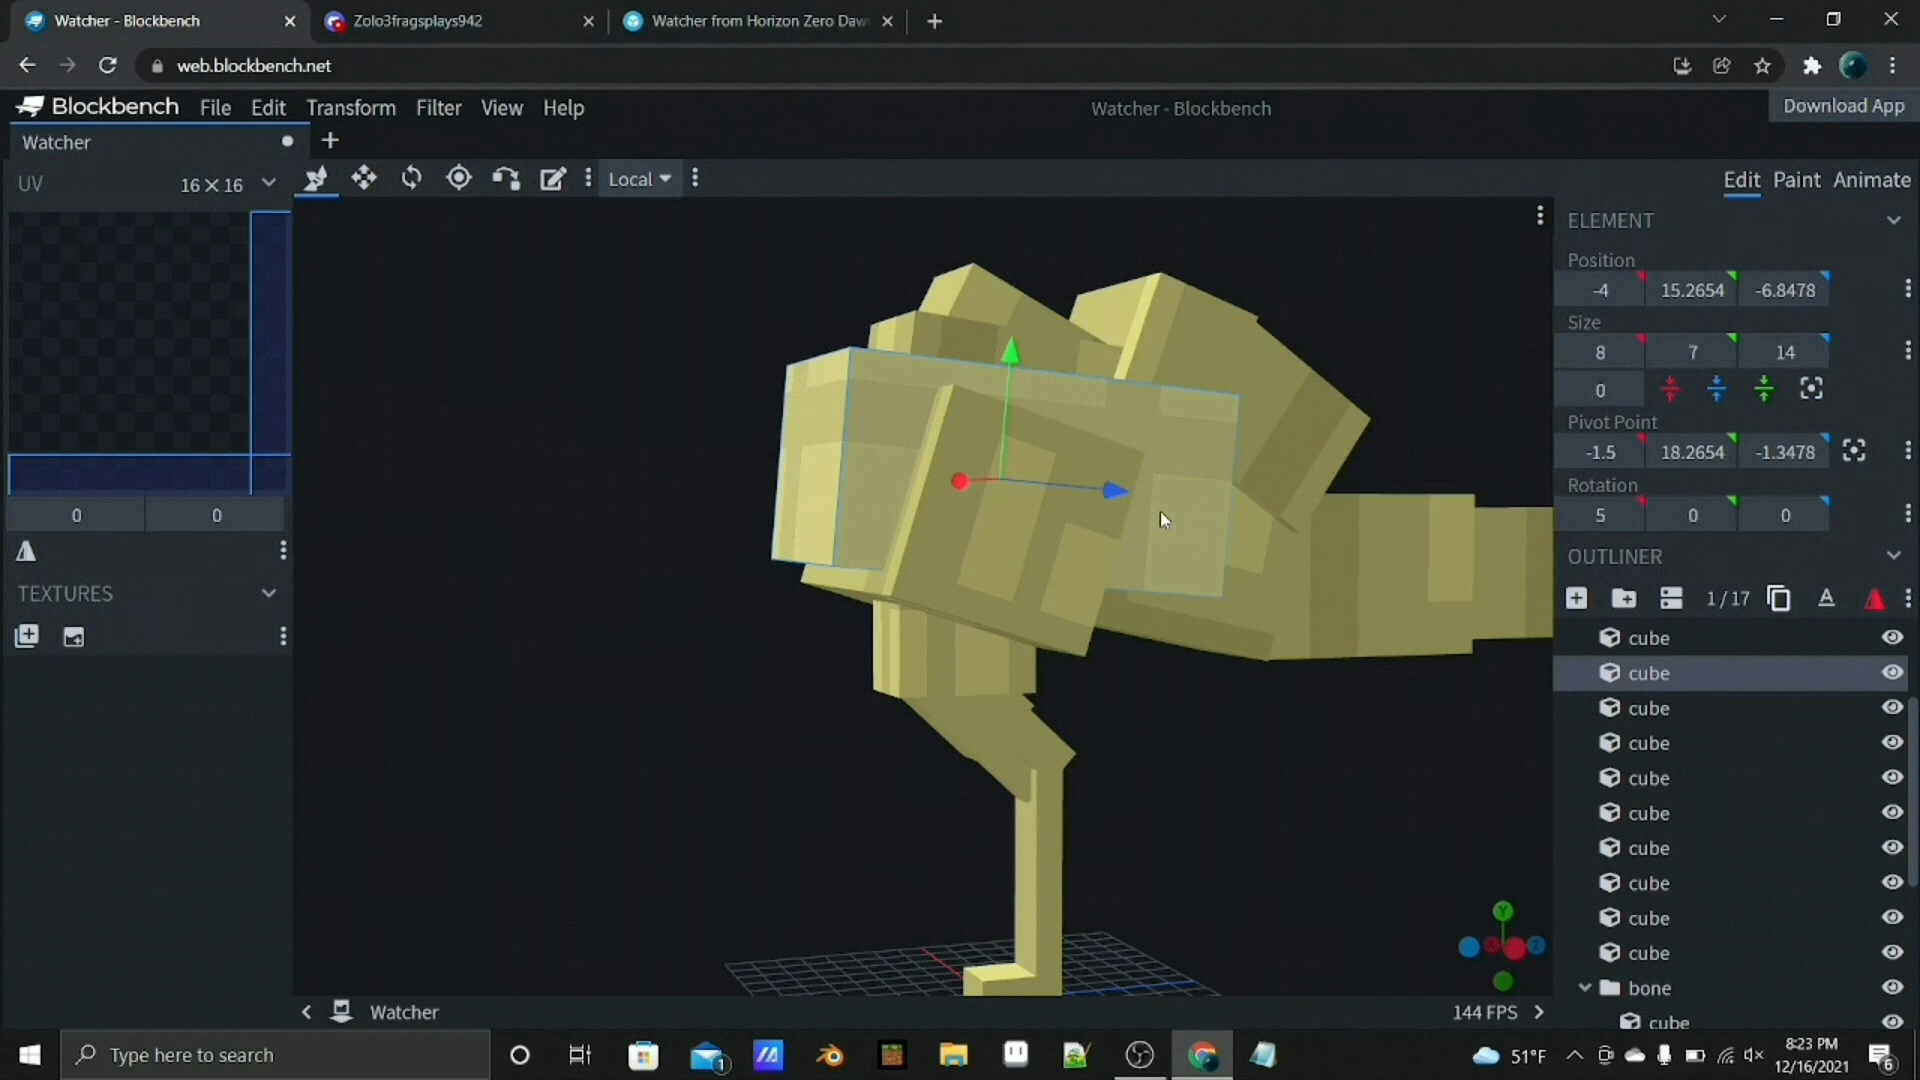 Watcher - Blockbench
Zolo3fragsplays942
Watcher from Horizon Zero Daw
web.blockbench.net
Blockbench
File
Edit
Transform
Filter
View
Help
Watcher - Blockbench
Download App
Watcher
UV
16×16
Local
Edit
Paint
Animate
ELEMENT
Position
-4
15.2654
-6.8478
Size
8
7
14
0
Pivot Point
-1.5
18.2654
-1.3478
Rotation
5
0
0
0
0
TEXTURES
OUTLINER
1/17
cube
cube
cube
cube
cube
cube
cube
cube
cube
cube
bone
cube
Y
X
Z
Watcher
144 FPS
Type here to search
1
51°F
8:23 PM
12/16/2021
6